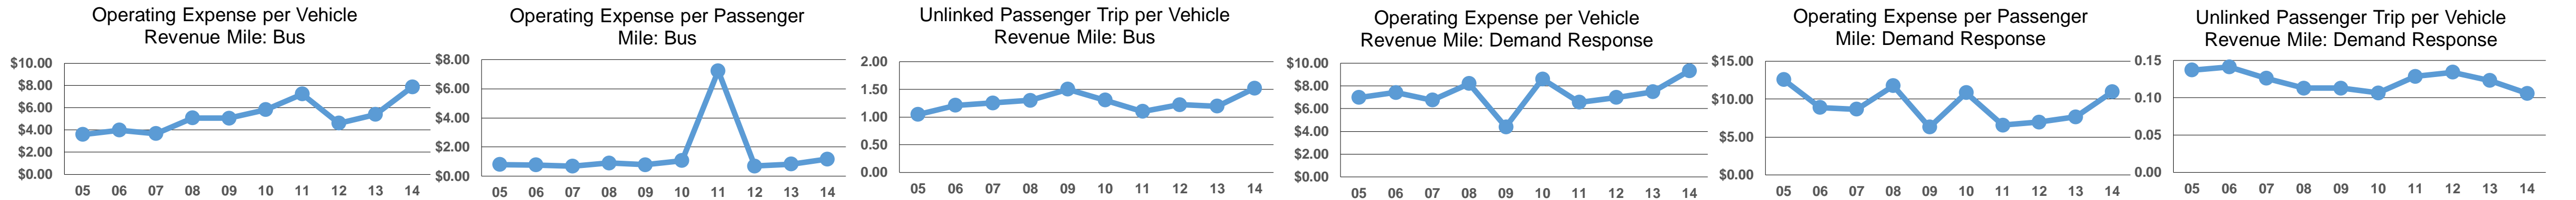 Operating Expense per Vehicle
Revenue Mile: Bus
$10.00
$8.00
$6.00
$4.00
$2.00
$0.00
05 06 07 08 09 10 11 12 13 14
Operating Expense per Passenger
Mile: Bus
$8.00
$6.00
$4.00
$2.00
$0.00
05 06 07 08 09 10 11 12 13 14
Unlinked Passenger Trip per Vehicle
Revenue Mile: Bus
2.00
1.50
1.00
0.50
0.00
05 06 07 08 09 10 11 12 13 14
Operating Expense per Vehicle
Revenue Mile: Demand Response
$10.00
$8.00
$6.00
$4.00
$2.00
$0.00
05 06 07 08 09 10 11 12 13 14
Operating Expense per Passenger
Mile: Demand Response
$15.00
$10.00
$5.00
$0.00
05 06 07 08 09 10 11 12 13 14
Unlinked Passenger Trip per Vehicle
Revenue Mile: Demand Response
0.15
0.10
0.05
0.00
05 06 07 08 09 10 11 12 13 14